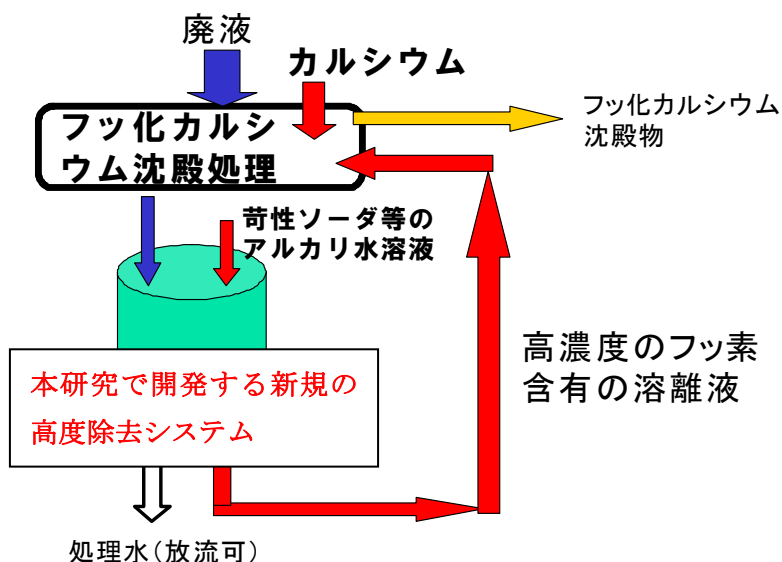 廃液
カルシウム
フッ化カルシ
ウム沈殿処理
フッ化カルシウム
沈殿物
苛性ソーダ等の
アルカリ水溶液
高濃度のフッ素
含有の溶離液
本研究で開発する新規の
高度除去システム
処理水(放流可)